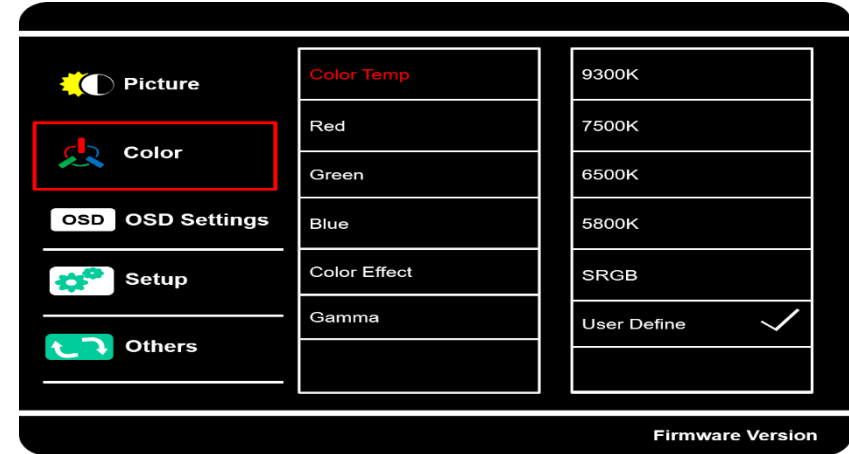 Picture
Color
OSD OSD Settings
Setup
Others
Color Temp
Red
Green
Blue
Color Effect
Gamma
9300K
7500K
6500K
5800K
SRGB
User Define
Firmware Version